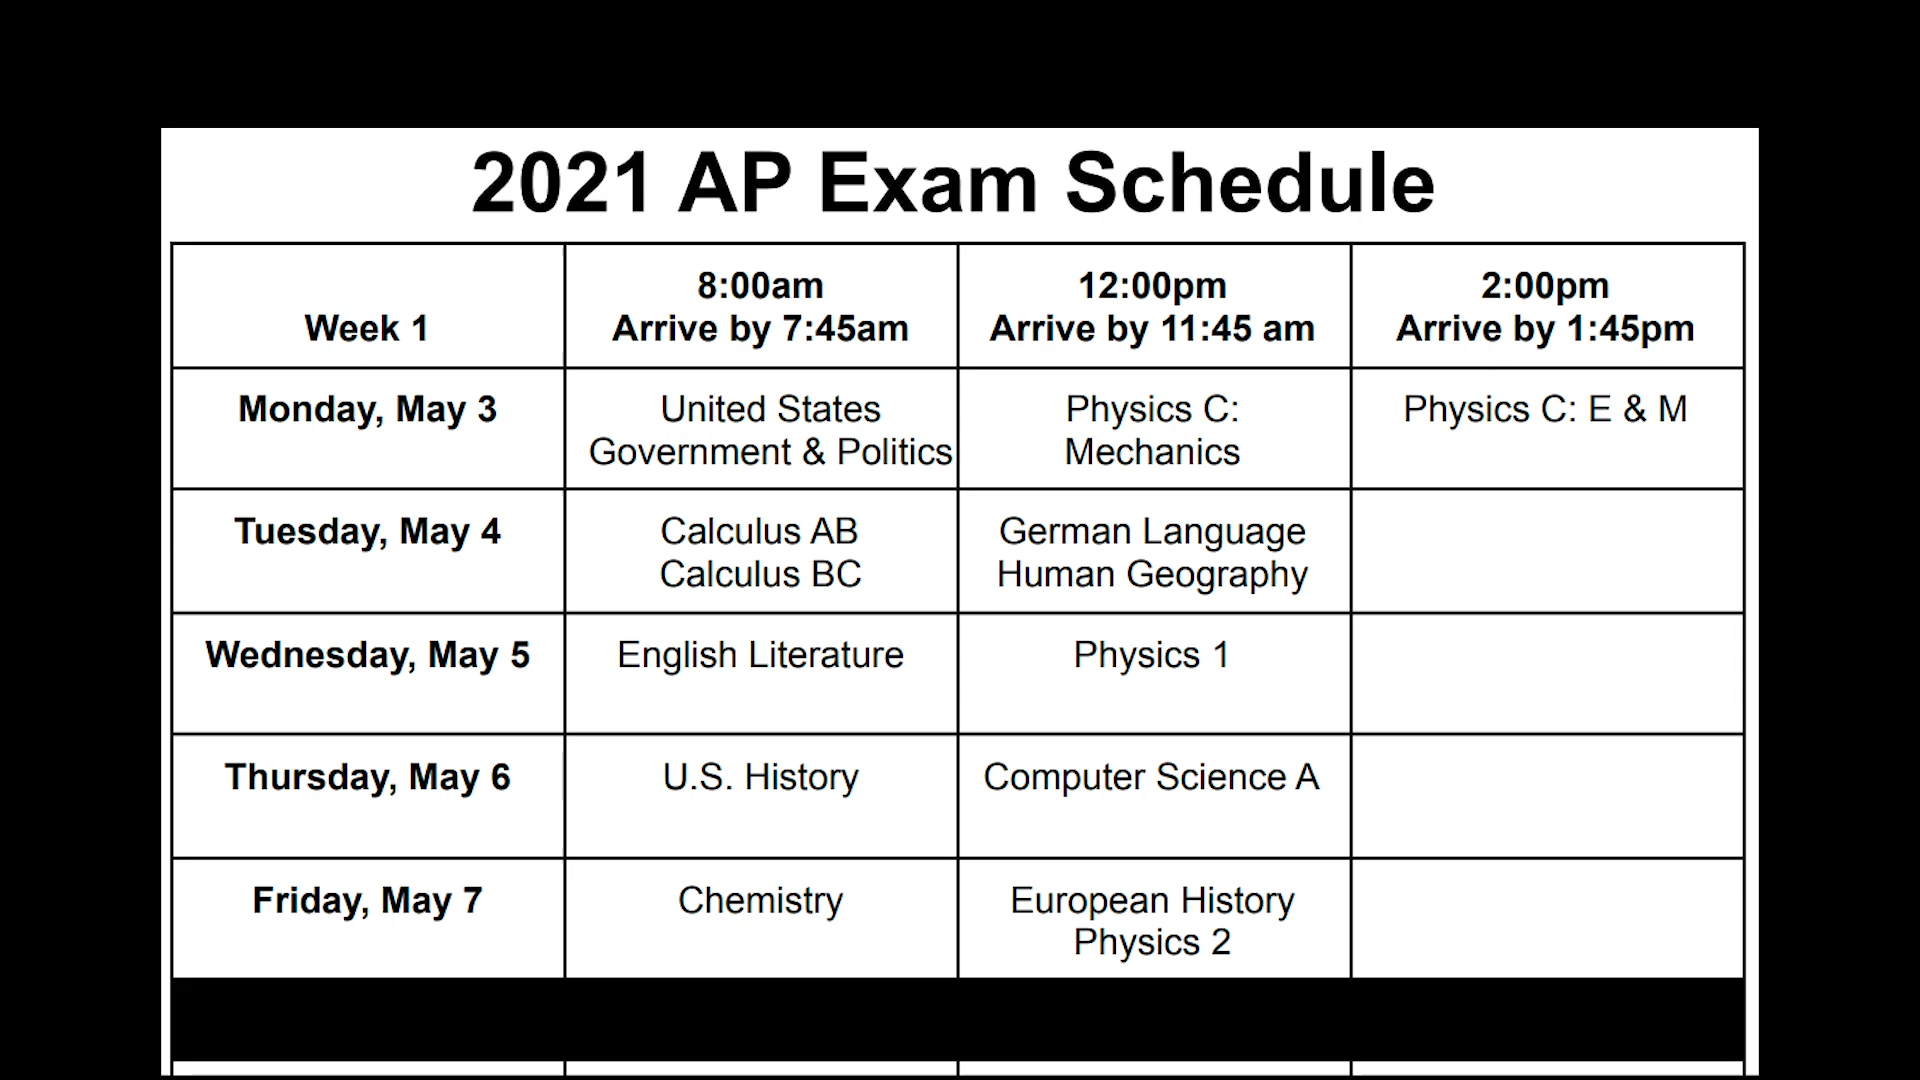 2021 AP Exam Schedule
Week 1
8:00am
Arrive by 7:45am
12:00pm
Arrive by 11:45 am
2:00pm
Arrive by 1:45pm
Monday, May 3
United States
Government & Politics
Physics C:
Mechanics
Physics C: E & M
Tuesday, May 4
Calculus AB
Calculus BC
German Language
Human Geography
Wednesday, May 5
English Literature
Physics 1
Thursday, May 6
U.S. History
Computer Science A
Friday, May 7
Chemistry
European History
Physics 2